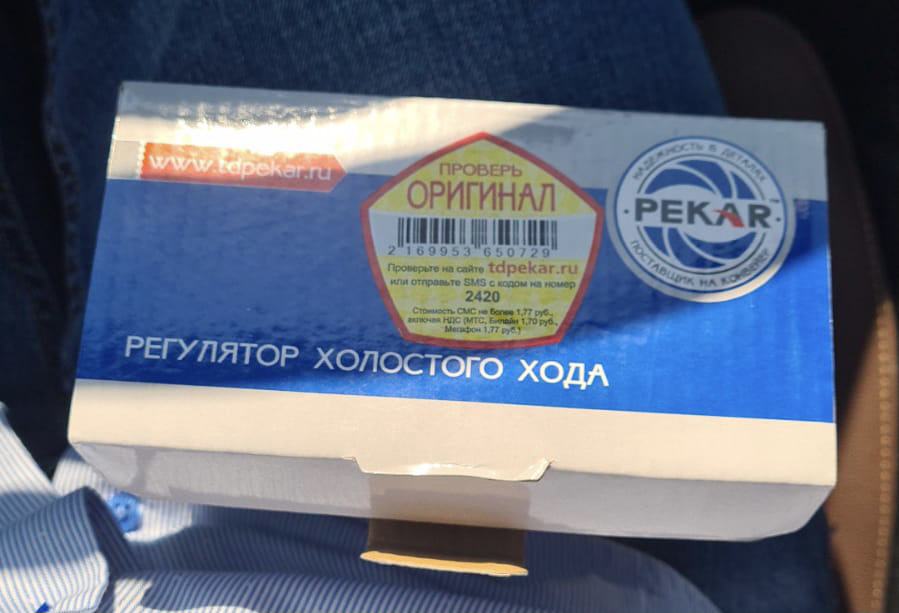 www.tdpekar.ru
ПРОВЕРЬ
ОРИГИНАЛ
2 169953 650729
Проверьте на сайте tdpekar.ru
или отправьте SMS с кодом на номер
2420
Стоимость СМС не более 1,77 руб.,
включая НДС (МТС, Билайн 1,70 руб.,
Мегафон 1,77 руб.)
НАДЕЖНОСТЬ В ДЕТАЛЯХ
PEKAR
ПОСТАВЩИК НА КОНВЕЙЕР
РЕГУЛЯТОР ХОЛОСТОГО ХОДА